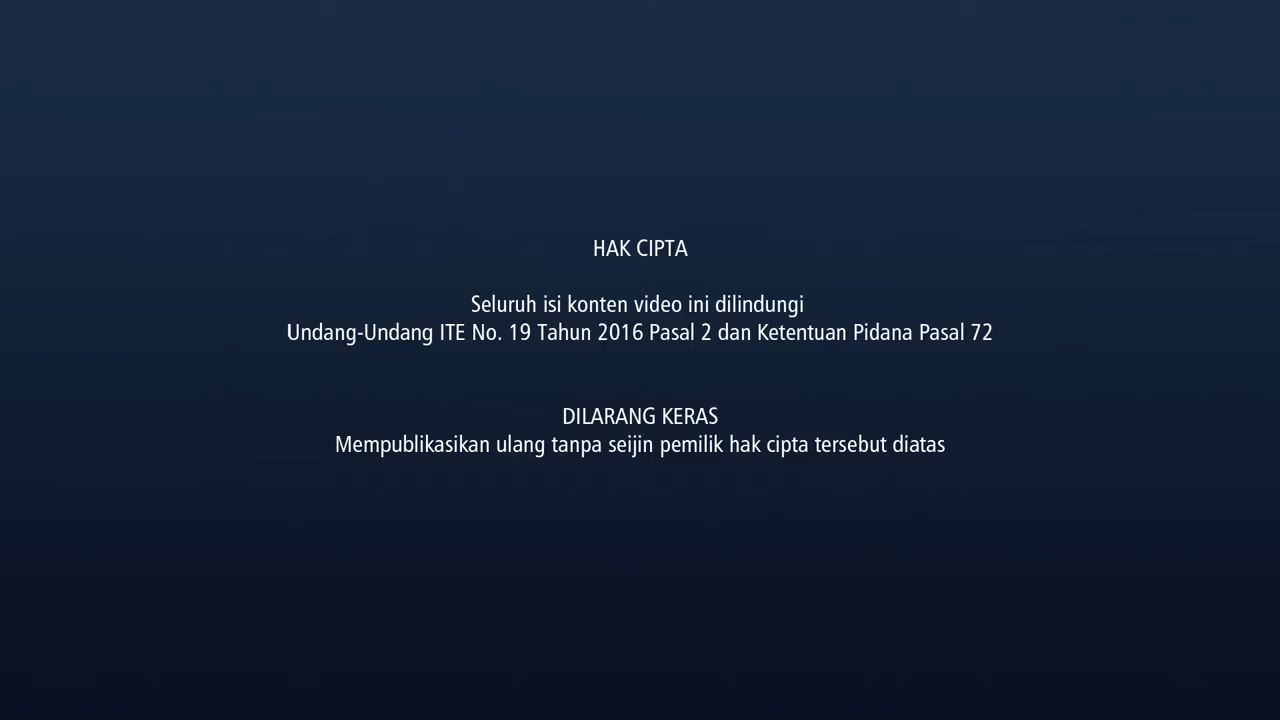 HAK CIPTA
Seluruh isi konten video ini dilindungi
Undang-Undang ITE No. 19 Tahun 2016 Pasal 2 dan Ketentuan Pidana Pasal 72
DILARANG KERAS
Mempublikasikan ulang tanpa seijin pemilik hak cipta tersebut diatas